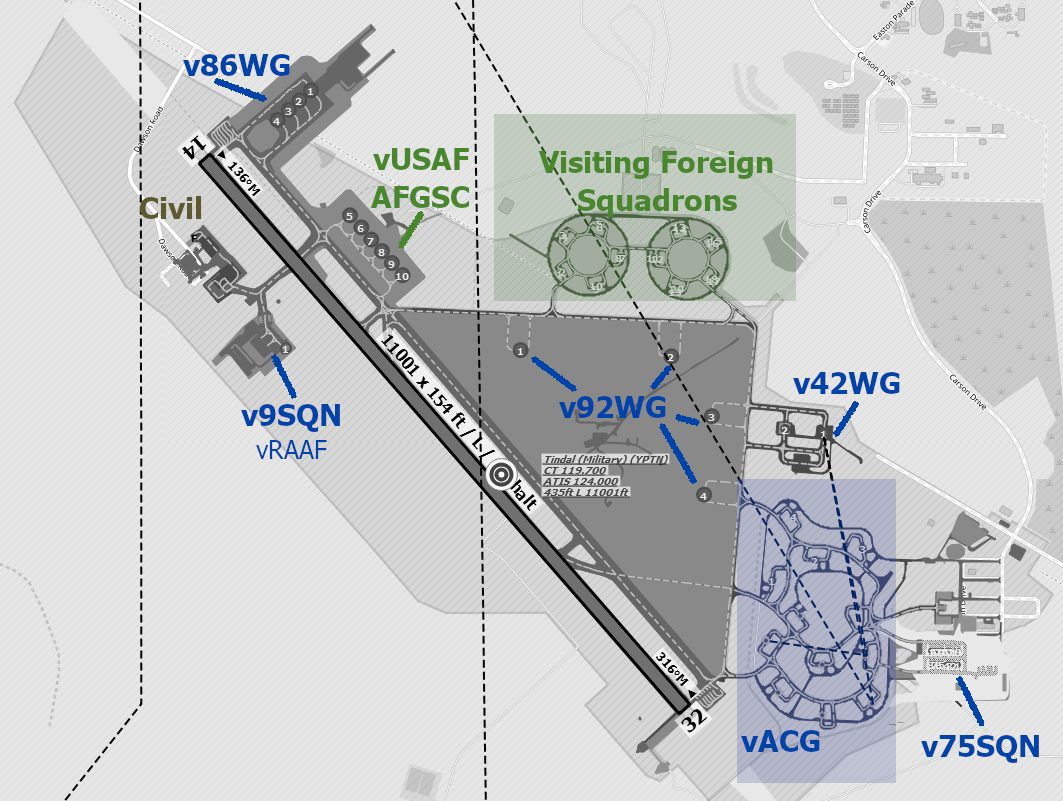 Easton Parade
Carson Drive
v86WG
1
2
3
4
14
136°M
Dawson Road
vUSAF
AFGSC
Visiting Foreign
Squadrons
Civil
Carson Drive
5
6
7
8
9
10
1
2
11001 x 154 ft / L /
halt
1
v9SQN
vRAAF
v92WG
3
4
v42WG
2
1
Carson Drive
Tindal (Military) (YPTN)
CT 119.700
ATIS 124.000
435ft L 11001ft
316°M
32
vACG
v75SQN